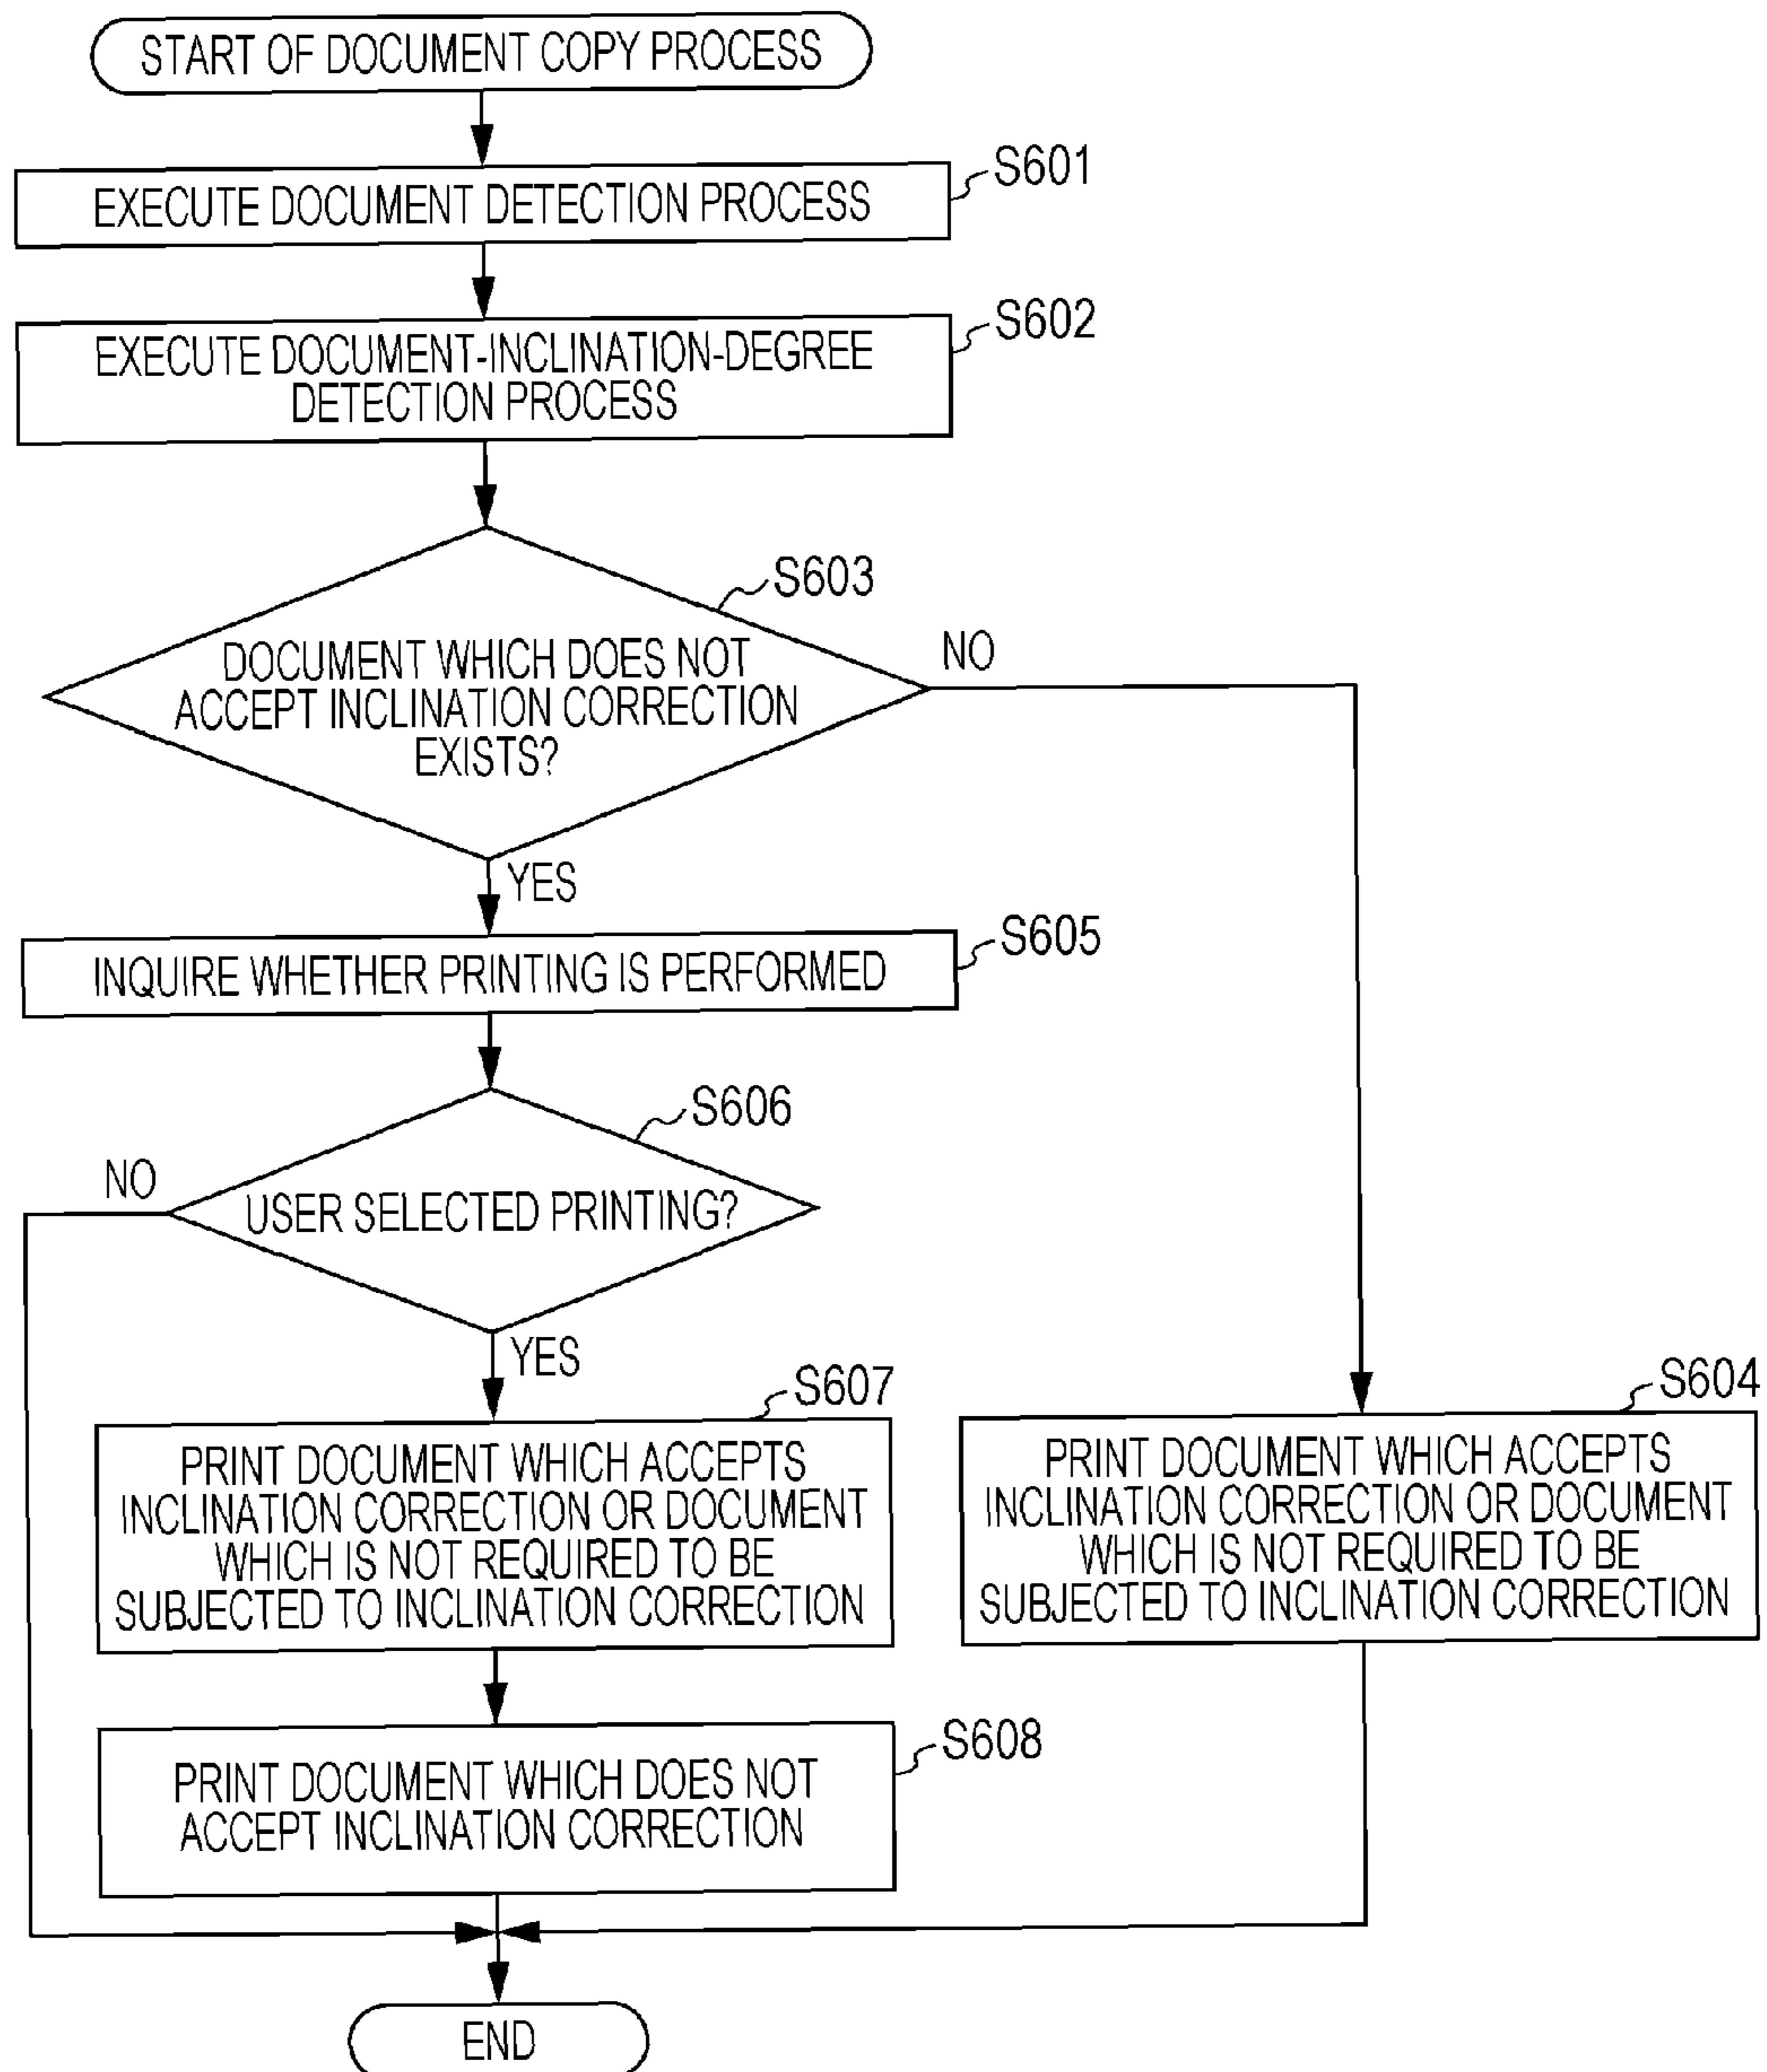 START OF DOCUMENT COPY PROCESS
S601
EXECUTE DOCUMENT DETECTION PROCESS
S602
EXECUTE DOCUMENT-INCLINATION-DEGREE
DETECTION PROCESS
S603
DOCUMENT WHICH DOES NOT
ACCEPT INCLINATION CORRECTION
EXISTS?
NO
YES
S605
INQUIRE WHETHER PRINTING IS PERFORMED
S606
NO
USER SELECTED PRINTING?
YES
S607
PRINT DOCUMENT WHICH ACCEPTS
INCLINATION CORRECTION OR DOCUMENT
WHICH IS NOT REQUIRED TO BE
SUBJECTED TO INCLINATION CORRECTION
S604
PRINT DOCUMENT WHICH ACCEPTS
INCLINATION CORRECTION OR DOCUMENT
WHICH IS NOT REQUIRED TO BE
SUBJECTED TO INCLINATION CORRECTION
S608
PRINT DOCUMENT WHICH DOES NOT
ACCEPT INCLINATION CORRECTION
END